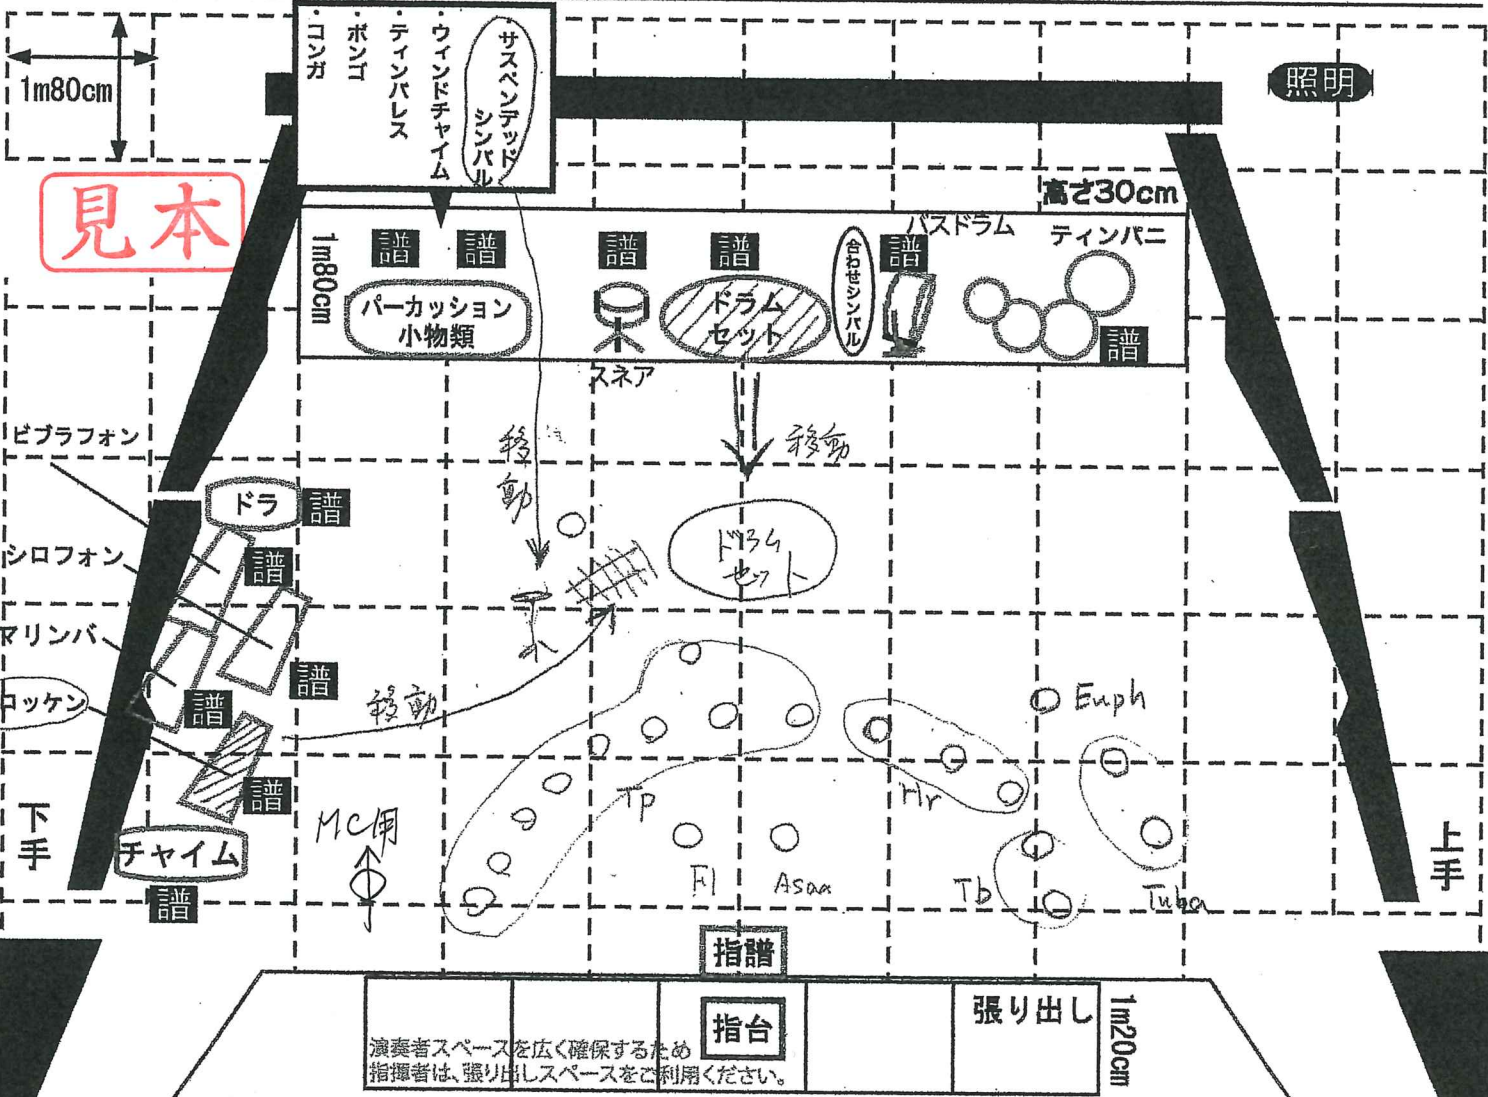 ・サスペンデッド
シンバル
・ウィンドチャイム
・ティンバレス
・ボンゴ
・コンガ
照明
1m80cm
見本
高さ30cm
1m80cm
譜
譜
譜
譜
合わせシンバル
譜
バスドラム
ティンパニ
パーカッション
小物類
ドラム
セット
譜
スネア
ビブラフォン
移動
移動
ドラ
譜
ドラム
セット
シロフォン
譜
マリンバ
譜
コッケン
譜
移動
Euph
譜
Tp
Hr
下手
MC用
チャイム
上手
Fl
Asax
Tb
Tuba
譜
指譜
指台
張り出し
1m20cm
演奏者スペースを広く確保するため
指揮者は、張り出しスペースをご利用ください。